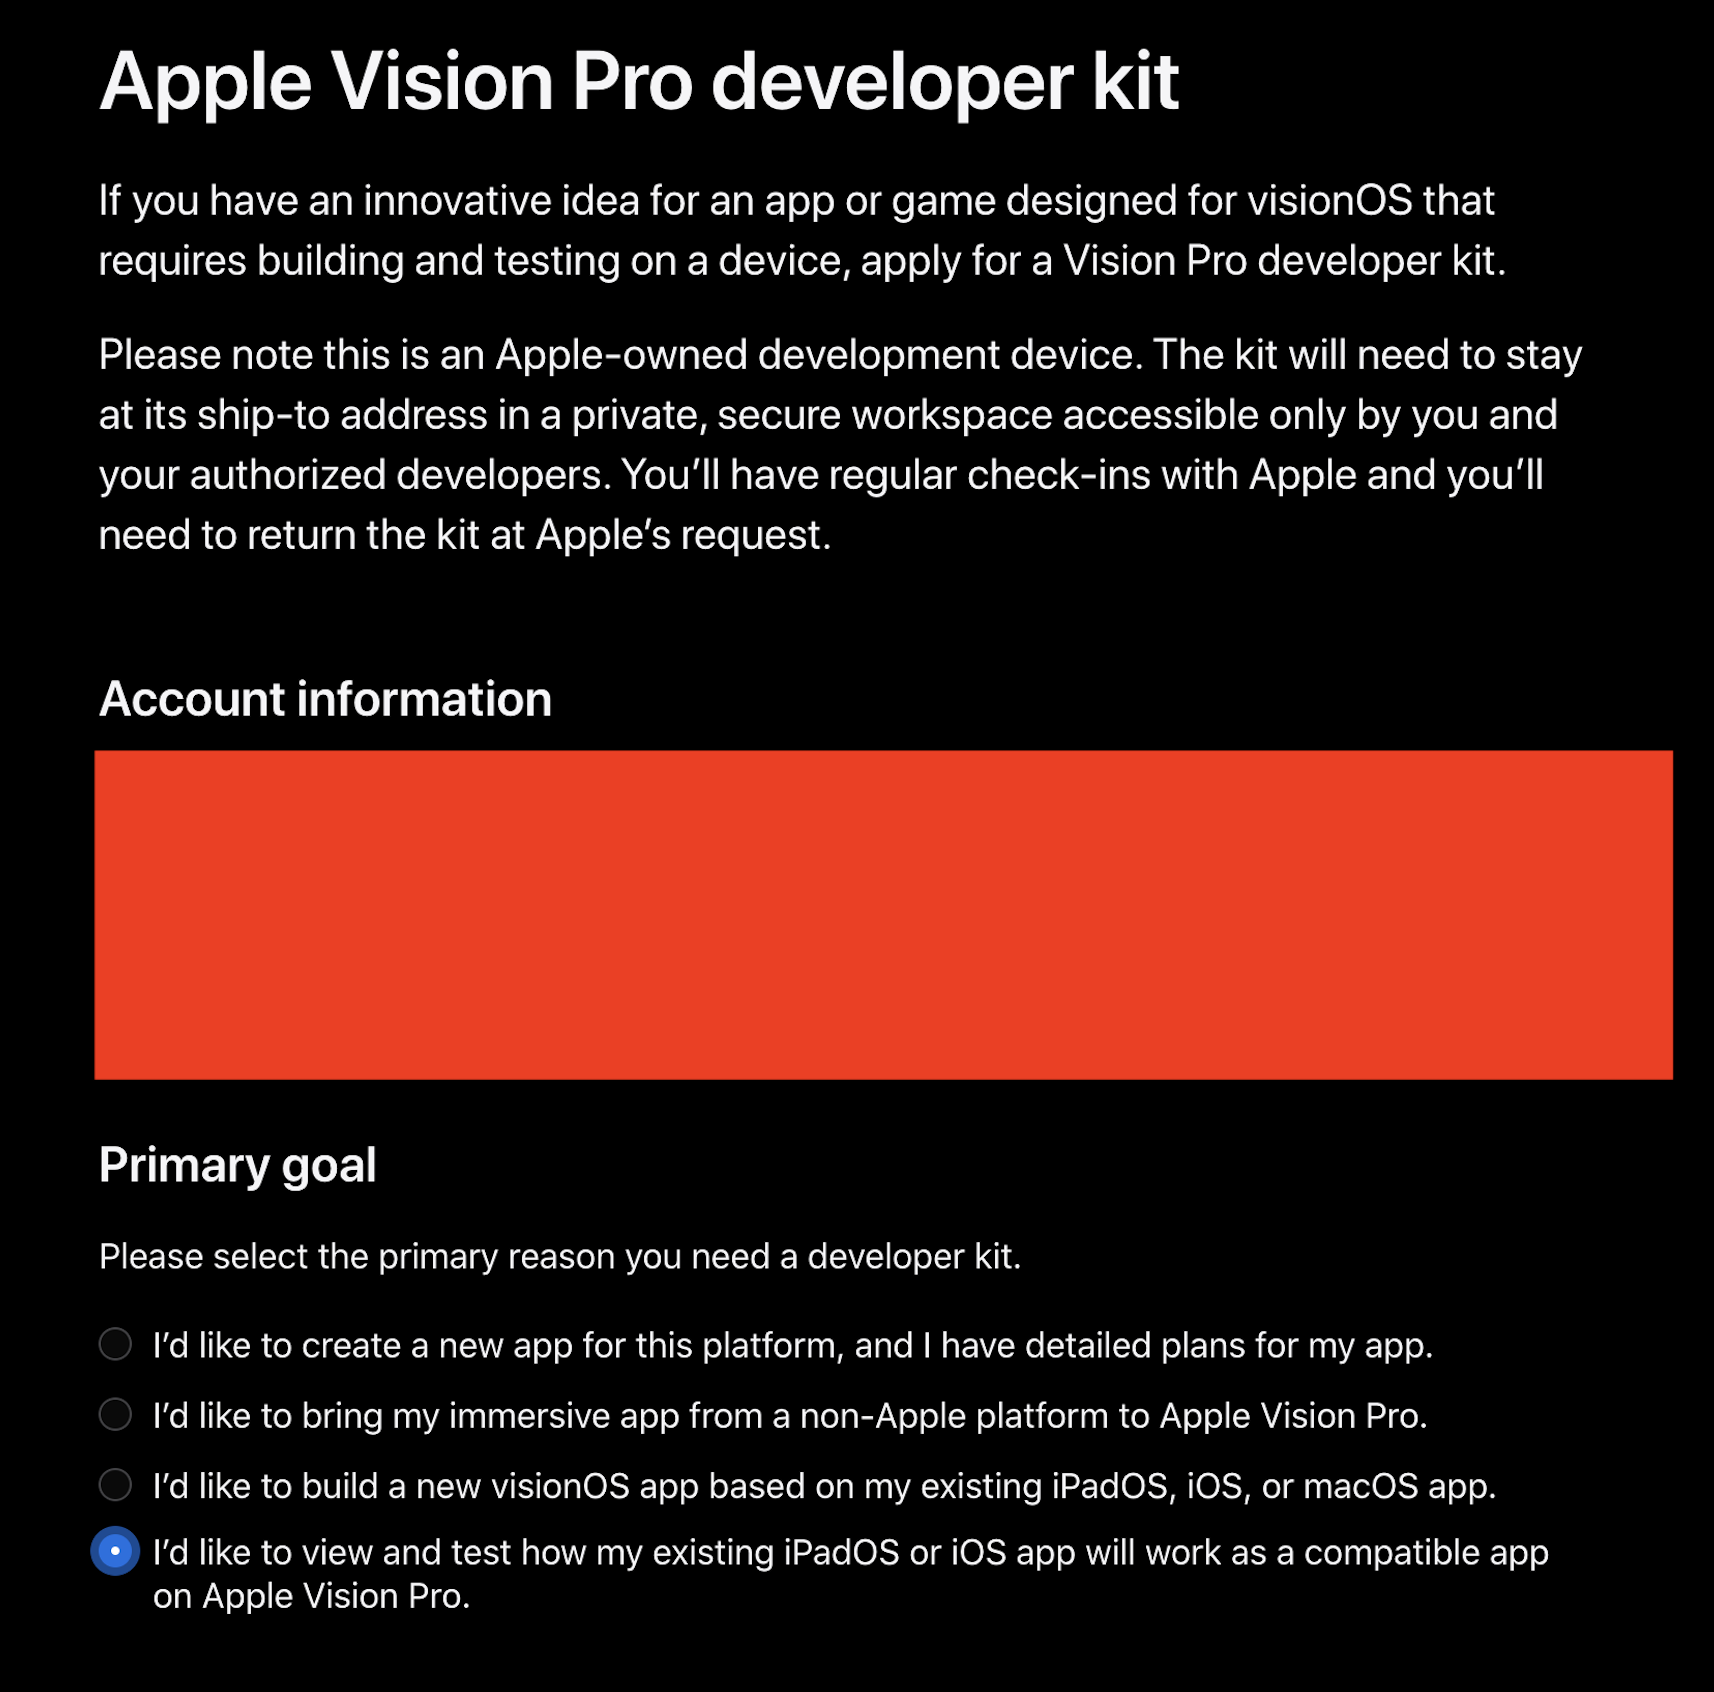 Apple Vision Pro developer kit
If you have an innovative idea for an app or game designed for visionOS that
requires building and testing on a device, apply for a Vision Pro developer kit.
Please note this is an Apple-owned development device. The kit will need to stay
at its ship-to address in a private, secure workspace accessible only by you and
your authorized developers. You’ll have regular check-ins with Apple and you’ll
need to return the kit at Apple’s request.
Account information
Primary goal
Please select the primary reason you need a developer kit.
I’d like to create a new app for this platform, and I have detailed plans for my app.
I’d like to bring my immersive app from a non-Apple platform to Apple Vision Pro.
I’d like to build a new visionOS app based on my existing iPadOS, iOS, or macOS app.
I’d like to view and test how my existing iPadOS or iOS app will work as a compatible app
on Apple Vision Pro.